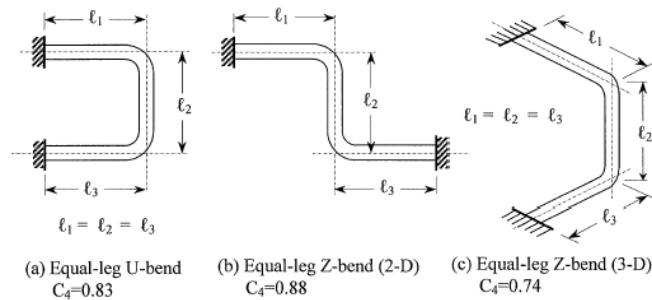 ℓ₁
ℓ₂
ℓ₃
ℓ₁ = ℓ₂ = ℓ₃
(a) Equal-leg U-bend
C₄=0.83
ℓ₁
ℓ₂
ℓ₃
(b) Equal-leg Z-bend (2-D)
C₄=0.88
ℓ₁
ℓ₁ = ℓ₂ = ℓ₃
ℓ₂
ℓ₃
(c) Equal-leg Z-bend (3-D)
C₄=0.74